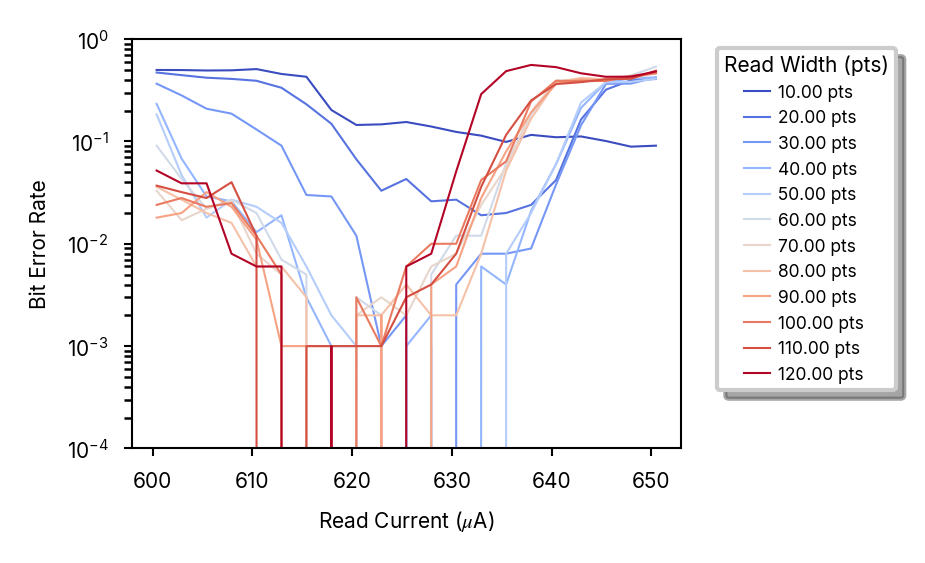 10⁰
10⁻¹
10⁻²
10⁻³
10⁻⁴
Bit Error Rate
600 610 620 630 640 650
Read Current (μA)
Read Width (pts)
10.00 pts
20.00 pts
30.00 pts
40.00 pts
50.00 pts
60.00 pts
70.00 pts
80.00 pts
90.00 pts
100.00 pts
110.00 pts
120.00 pts